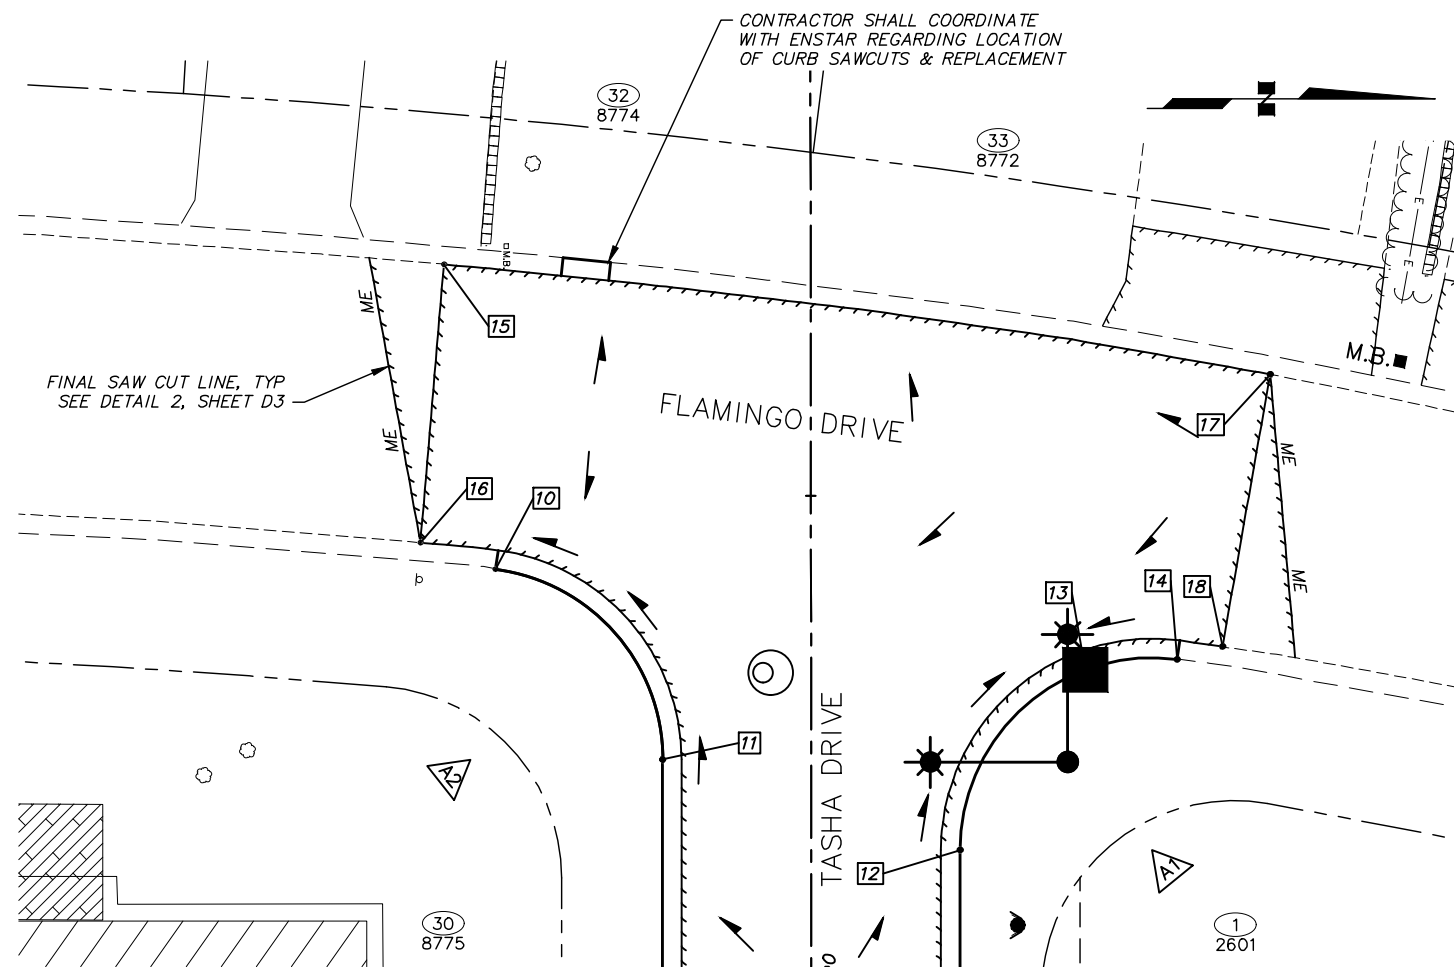 CONTRACTOR SHALL COORDINATE
WITH ENSTAR REGARDING LOCATION
OF CURB SAWCUTS & REPLACEMENT
32
8774
33
8772
N
E
E
M.B.
ME
15
M.B.
FINAL SAW CUT LINE, TYP
SEE DETAIL 2, SHEET D3
FLAMINGO DRIVE
17
ME
ME
16
10
P
13
14
18
ME
11
TASHA DRIVE
A2
12
A1
30
8775
1
2601